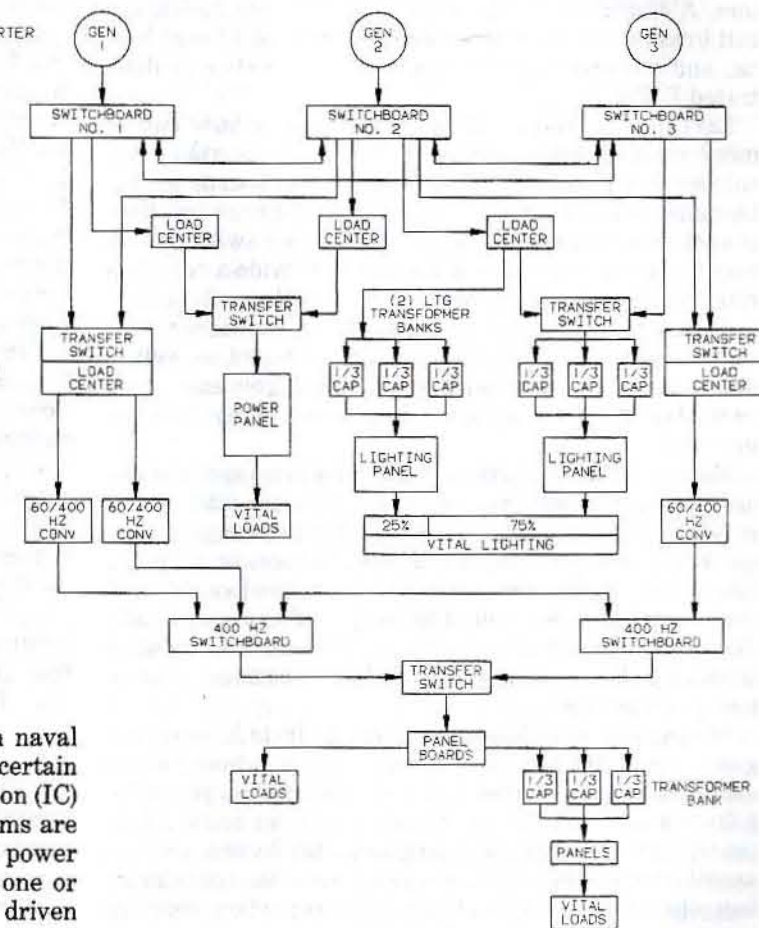 RTER
GEN
1
GEN
2
GEN
3
SWITCHBOARD
NO. 1
SWITCHBOARD
NO. 2
SWITCHBOARD
NO. 3
LOAD
CENTER
LOAD
CENTER
LOAD
CENTER
TRANSFER
SWITCH
(2) LTG
TRANSFORMER
BANKS
TRANSFER
SWITCH
TRANSFER
SWITCH
LOAD
CENTER
TRANSFER
SWITCH
LOAD
CENTER
1/3
CAP
1/3
CAP
1/3
CAP
1/3
CAP
1/3
CAP
1/3
CAP
POWER
PANEL
LIGHTING
PANEL
LIGHTING
PANEL
60/400
HZ
CONV
60/400
HZ
CONV
VITAL
LOADS
25%
75%
VITAL LIGHTING
60/400
HZ
CONV
400 HZ
SWITCHBOARD
400 HZ
SWITCHBOARD
TRANSFER
SWITCH
PANEL
BOARDS
VITAL
LOADS
1/3
CAP
1/3
CAP
1/3
CAP
TRANSFORMER
BANK
PANELS
VITAL
LOADS
naval
certain
on (IC)
ms are
power
one or
driven